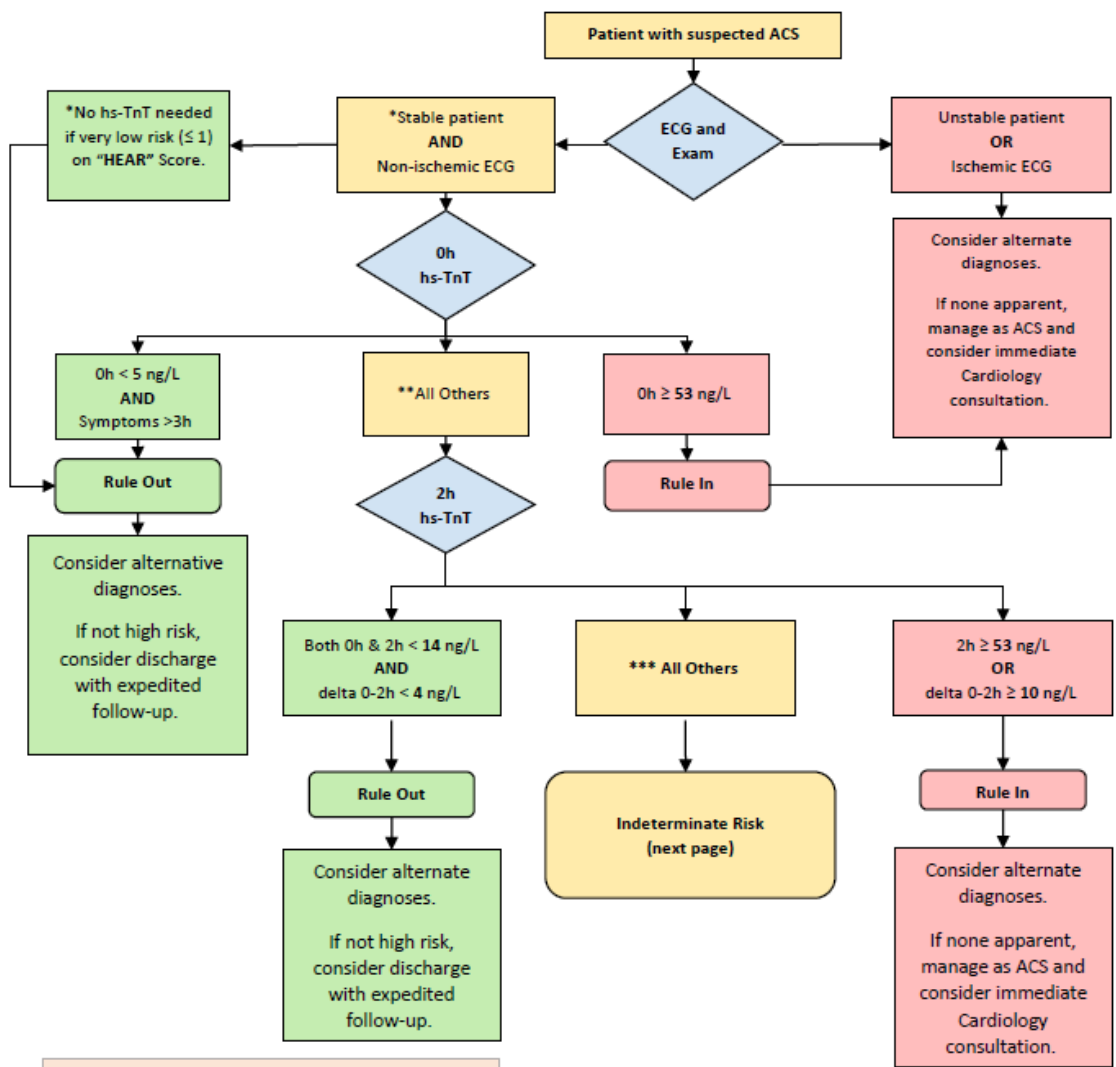 Patient with suspected ACS
*No hs-TnT needed
if very low risk (≤ 1)
on "HEAR" Score.
*Stable patient
AND
Non-ischemic ECG
ECG and
Exam
Unstable patient
OR
Ischemic ECG
0h
hs-TnT
Consider alternate
diagnoses.
If none apparent,
manage as ACS and
consider immediate
Cardiology
consultation.
0h < 5 ng/L
AND
Symptoms >3h
**All Others
0h ≥ 53 ng/L
Rule Out
2h
hs-TnT
Rule In
Consider alternative
diagnoses.
If not high risk,
consider discharge
with expedited
follow-up.
Both 0h & 2h < 14 ng/L
AND
delta 0-2h < 4 ng/L
*** All Others
2h ≥ 53 ng/L
OR
delta 0-2h ≥ 10 ng/L
Rule Out
Indeterminate Risk
(next page)
Rule In
Consider alternate
diagnoses.
If not high risk,
consider discharge
with expedited
follow-up.
Consider alternate
diagnoses.
If none apparent,
manage as ACS and
consider immediate
Cardiology
consultation.